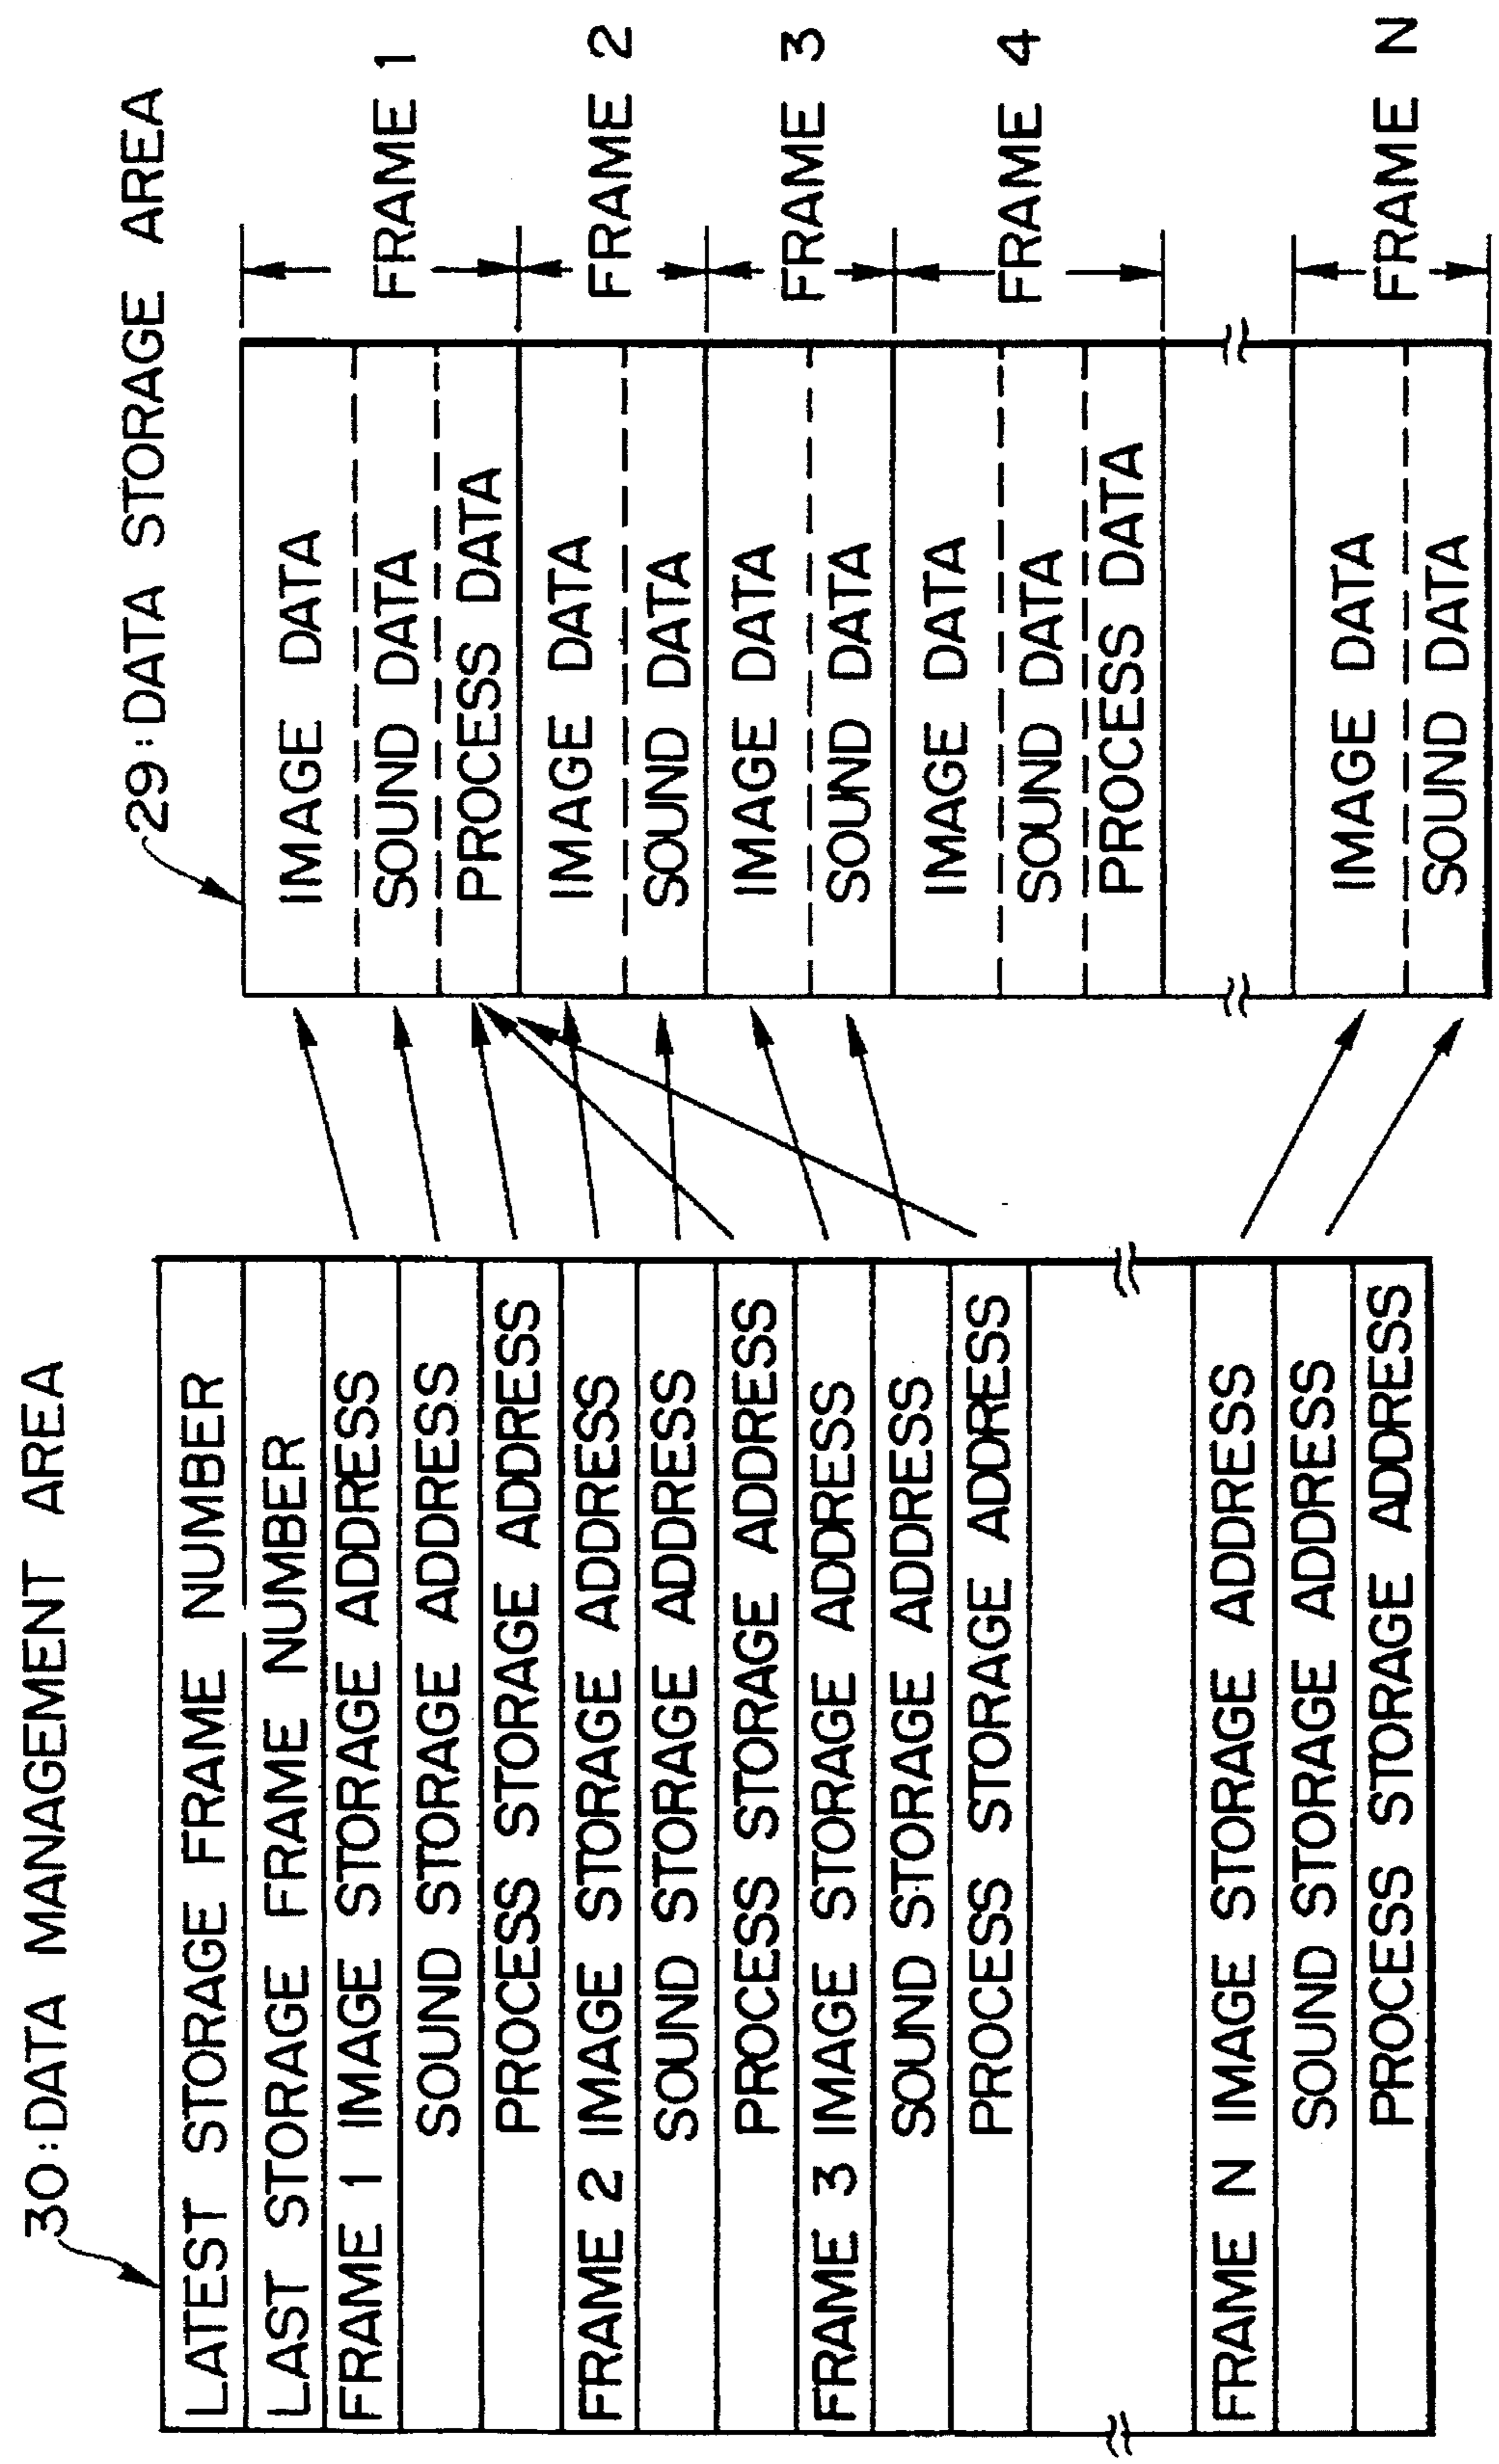 30:DATA MANAGEMENT AREA
LATEST STORAGE FRAME NUMBER
LAST STORAGE FRAME NUMBER
FRAME 1 IMAGE STORAGE ADDRESS
SOUND STORAGE ADDRESS
PROCESS STORAGE ADDRESS
FRAME 2 IMAGE STORAGE ADDRESS
SOUND STORAGE ADDRESS
PROCESS STORAGE ADDRESS
FRAME 3 IMAGE STORAGE ADDRESS
SOUND STORAGE ADDRESS
PROCESS STORAGE ADDRESS
FRAME N IMAGE STORAGE ADDRESS
SOUND STORAGE ADDRESS
PROCESS STORAGE ADDRESS
29:DATA STORAGE AREA
IMAGE DATA
SOUND DATA
PROCESS DATA
FRAME 1
IMAGE DATA
SOUND DATA
FRAME 2
IMAGE DATA
SOUND DATA
FRAME 3
IMAGE DATA
SOUND DATA
PROCESS DATA
FRAME 4
IMAGE DATA
SOUND DATA
FRAME N